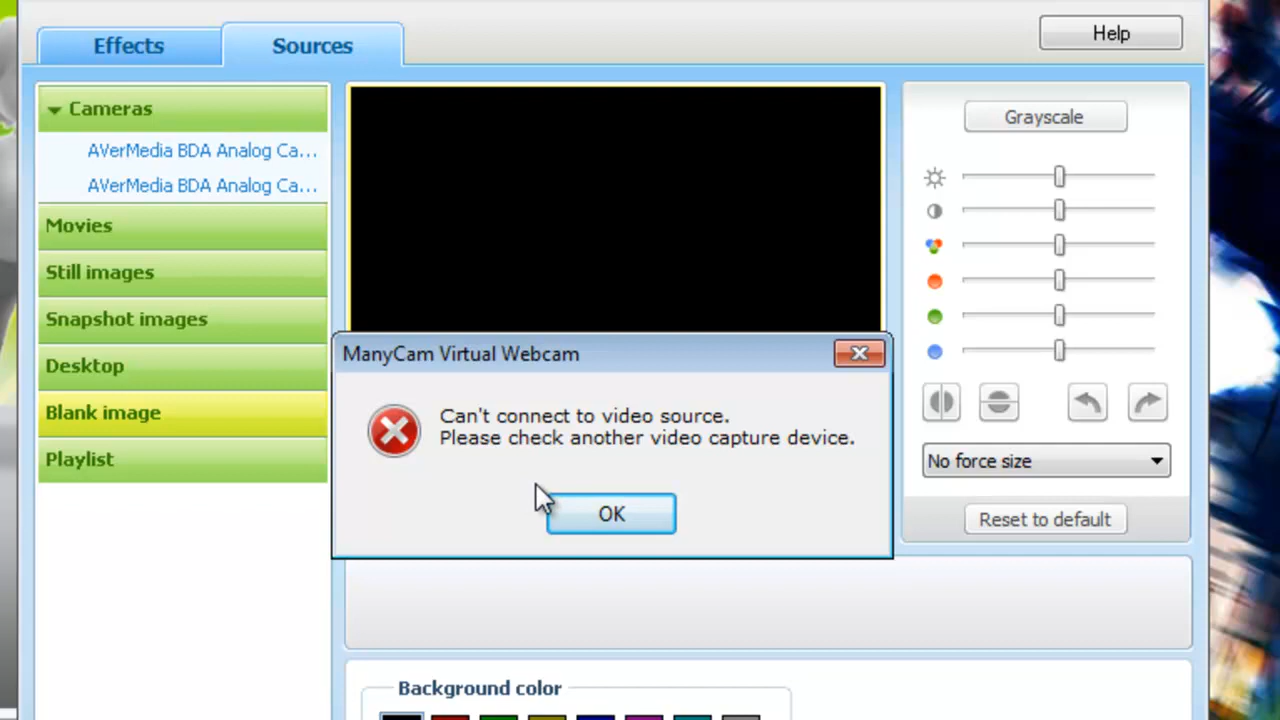 Effects
Sources
Help
Cameras
AVerMedia BDA Analog Ca...
AVerMedia BDA Analog Ca...
Movies
Still images
Snapshot images
Desktop
Blank image
Playlist
Grayscale
No force size
Reset to default
ManyCam Virtual Webcam
Can't connect to video source.
Please check another video capture device.
OK
Background color